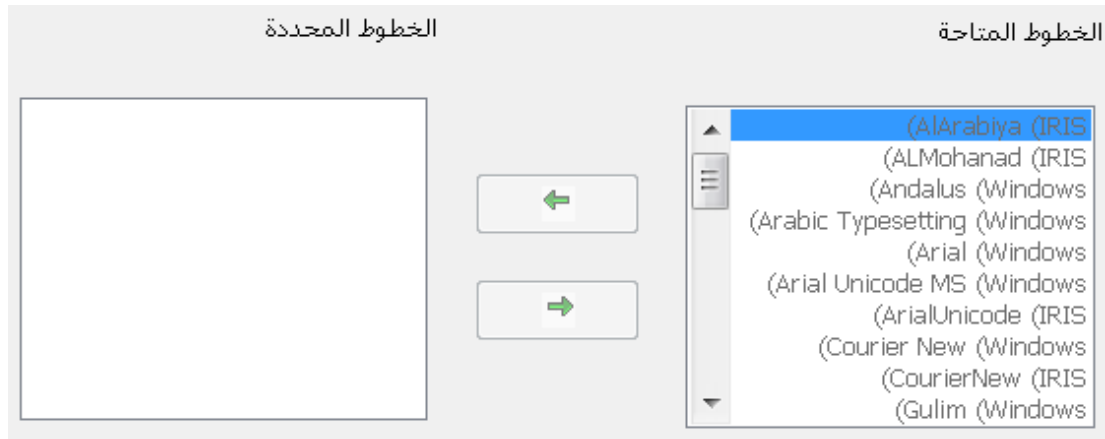 الخطوط المتاحة
الخطوط المحددة
(AlArabiya (IRIS
(ALMohanad (IRIS
(Andalus (Windows
(Arabic Typesetting (Windows
(Arial (Windows
(Arial Unicode MS (Windows
(ArialUnicode (IRIS
(Courier New (Windows
(CourierNew (IRIS
(Gulim (Windows